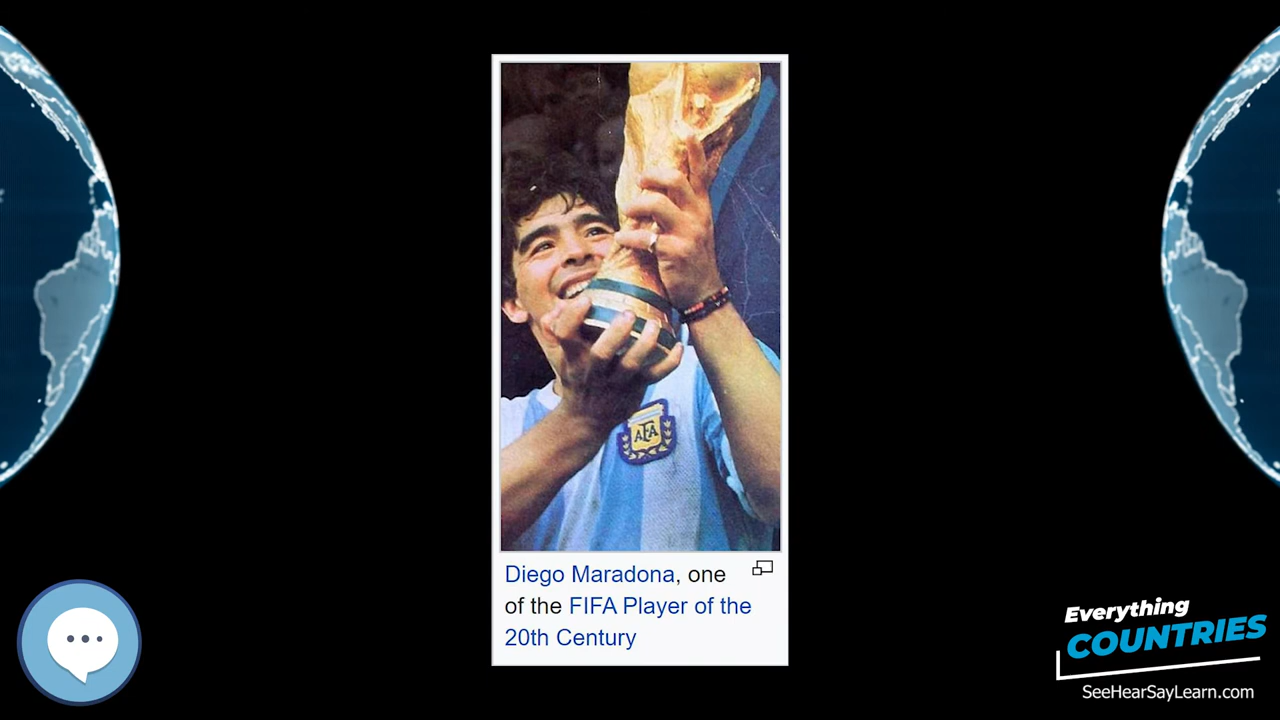 AFA
Diego Maradona, one
of the FIFA Player of the
20th Century
Everything
COUNTRIES
SeeHearSayLearn.com